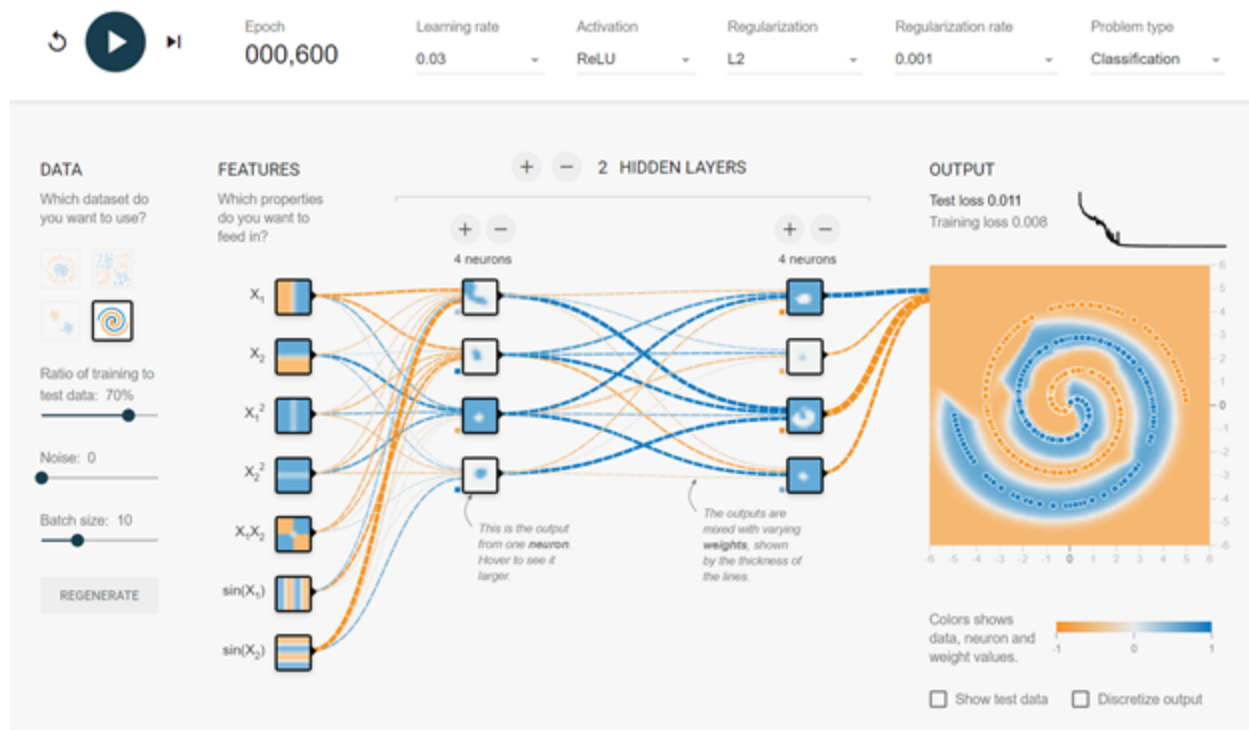 Epoch
000,600
Learning rate
0.03
Activation
ReLU
Regularization
L2
Regularization rate
0.001
Problem type
Classification
DATA
Which dataset do
you want to use?
Ratio of training to
test data: 70%
Noise: 0
Batch size: 10
REGENERATE
FEATURES
Which properties
do you want to
feed in?
X₁
X₂
X₁²
X₂²
X₁X₂
sin(X₁)
sin(X₂)
+ − 2 HIDDEN LAYERS
+ −
4 neurons
+ −
4 neurons
This is the output
from one neuron.
Hover to see it
larger.
The outputs are
mixed with varying
weights, shown
by the thickness of
the lines.
OUTPUT
Test loss 0.011
Training loss 0.008
6
5
4
3
2
1
0
-1
-2
-3
-4
-5
-6
-6 -5 -4 -3 -2 -1 0 1 2 3 4 5 6
Colors shows
data, neuron and
weight values.
-1 0 1
Show test data
Discretize output